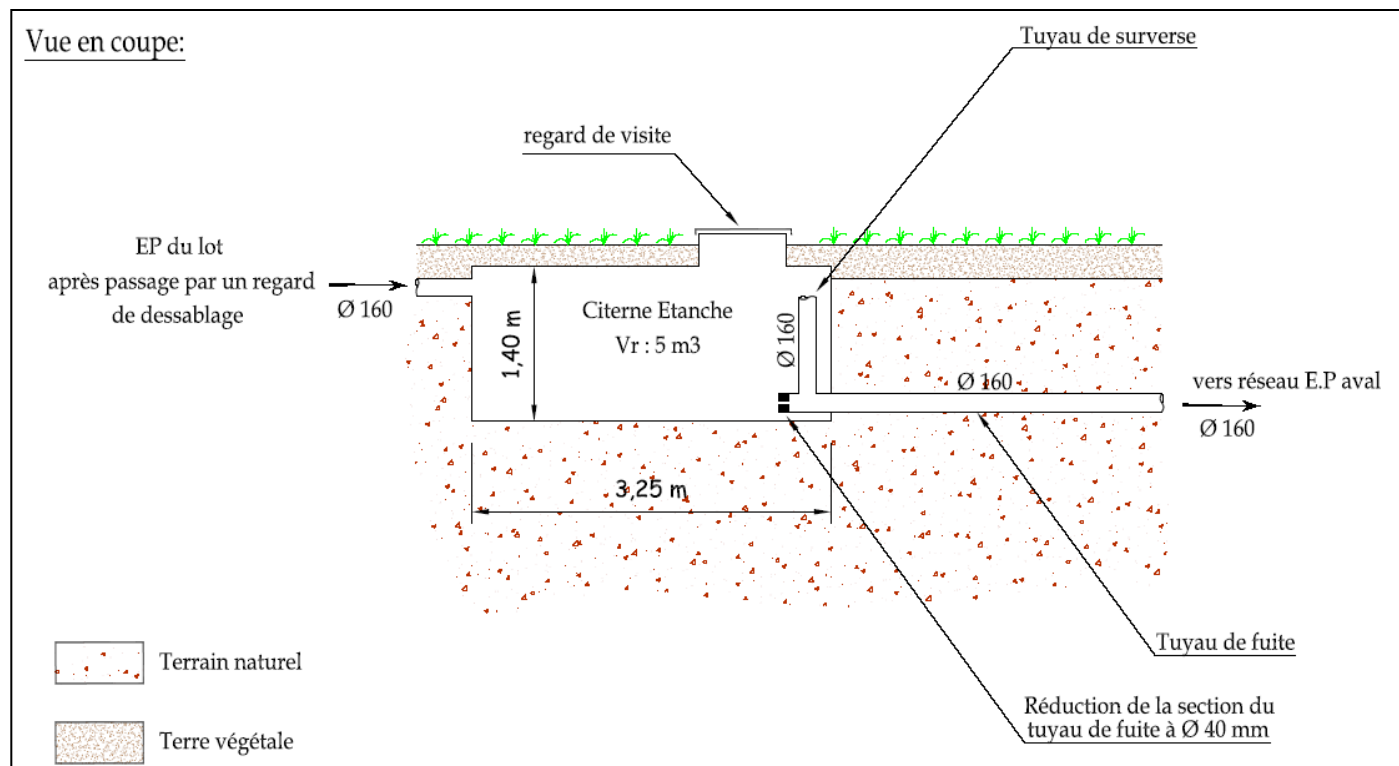 Vue en coupe:
Tuyau de surverse
regard de visite
EP du lot
après passage par un regard
de dessablage
Ø 160
1,40 m
Citerne Etanche
Vr : 5 m3
Ø 160
Ø 160
vers réseau E.P aval
Ø 160
3,25 m
Tuyau de fuite
Réduction de la section du
tuyau de fuite à Ø 40 mm
Terrain naturel
Terre végétale